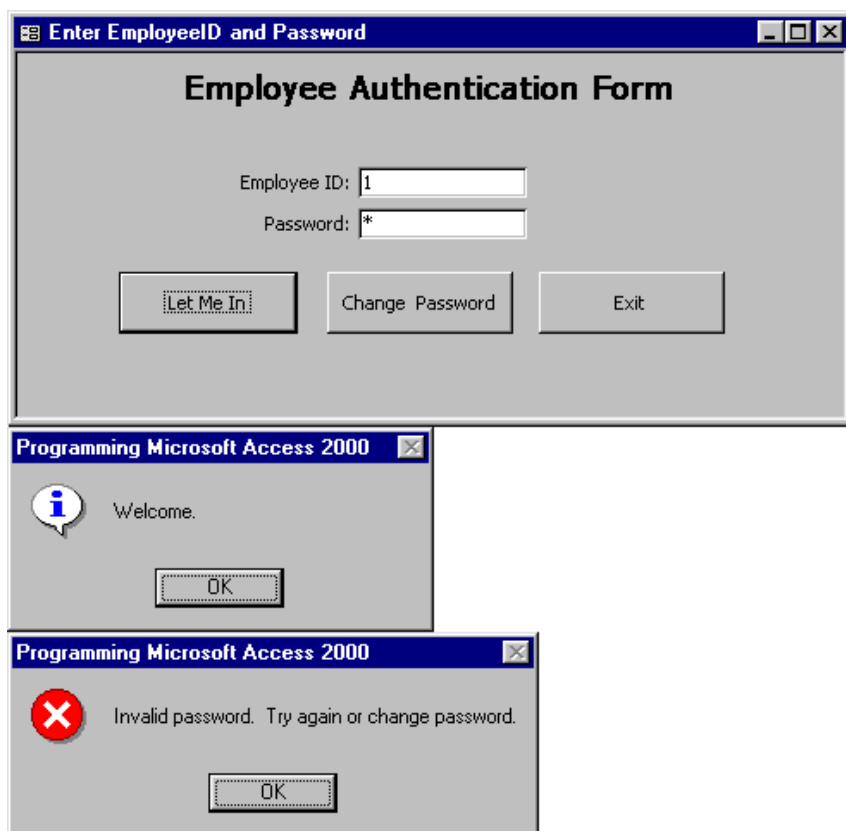 Enter EmployeeID and Password
Employee Authentication Form
Employee ID: 1
Password: *
Let Me In Change Password Exit
Programming Microsoft Access 2000
Welcome.
OK
Programming Microsoft Access 2000
Invalid password. Try again or change password.
OK